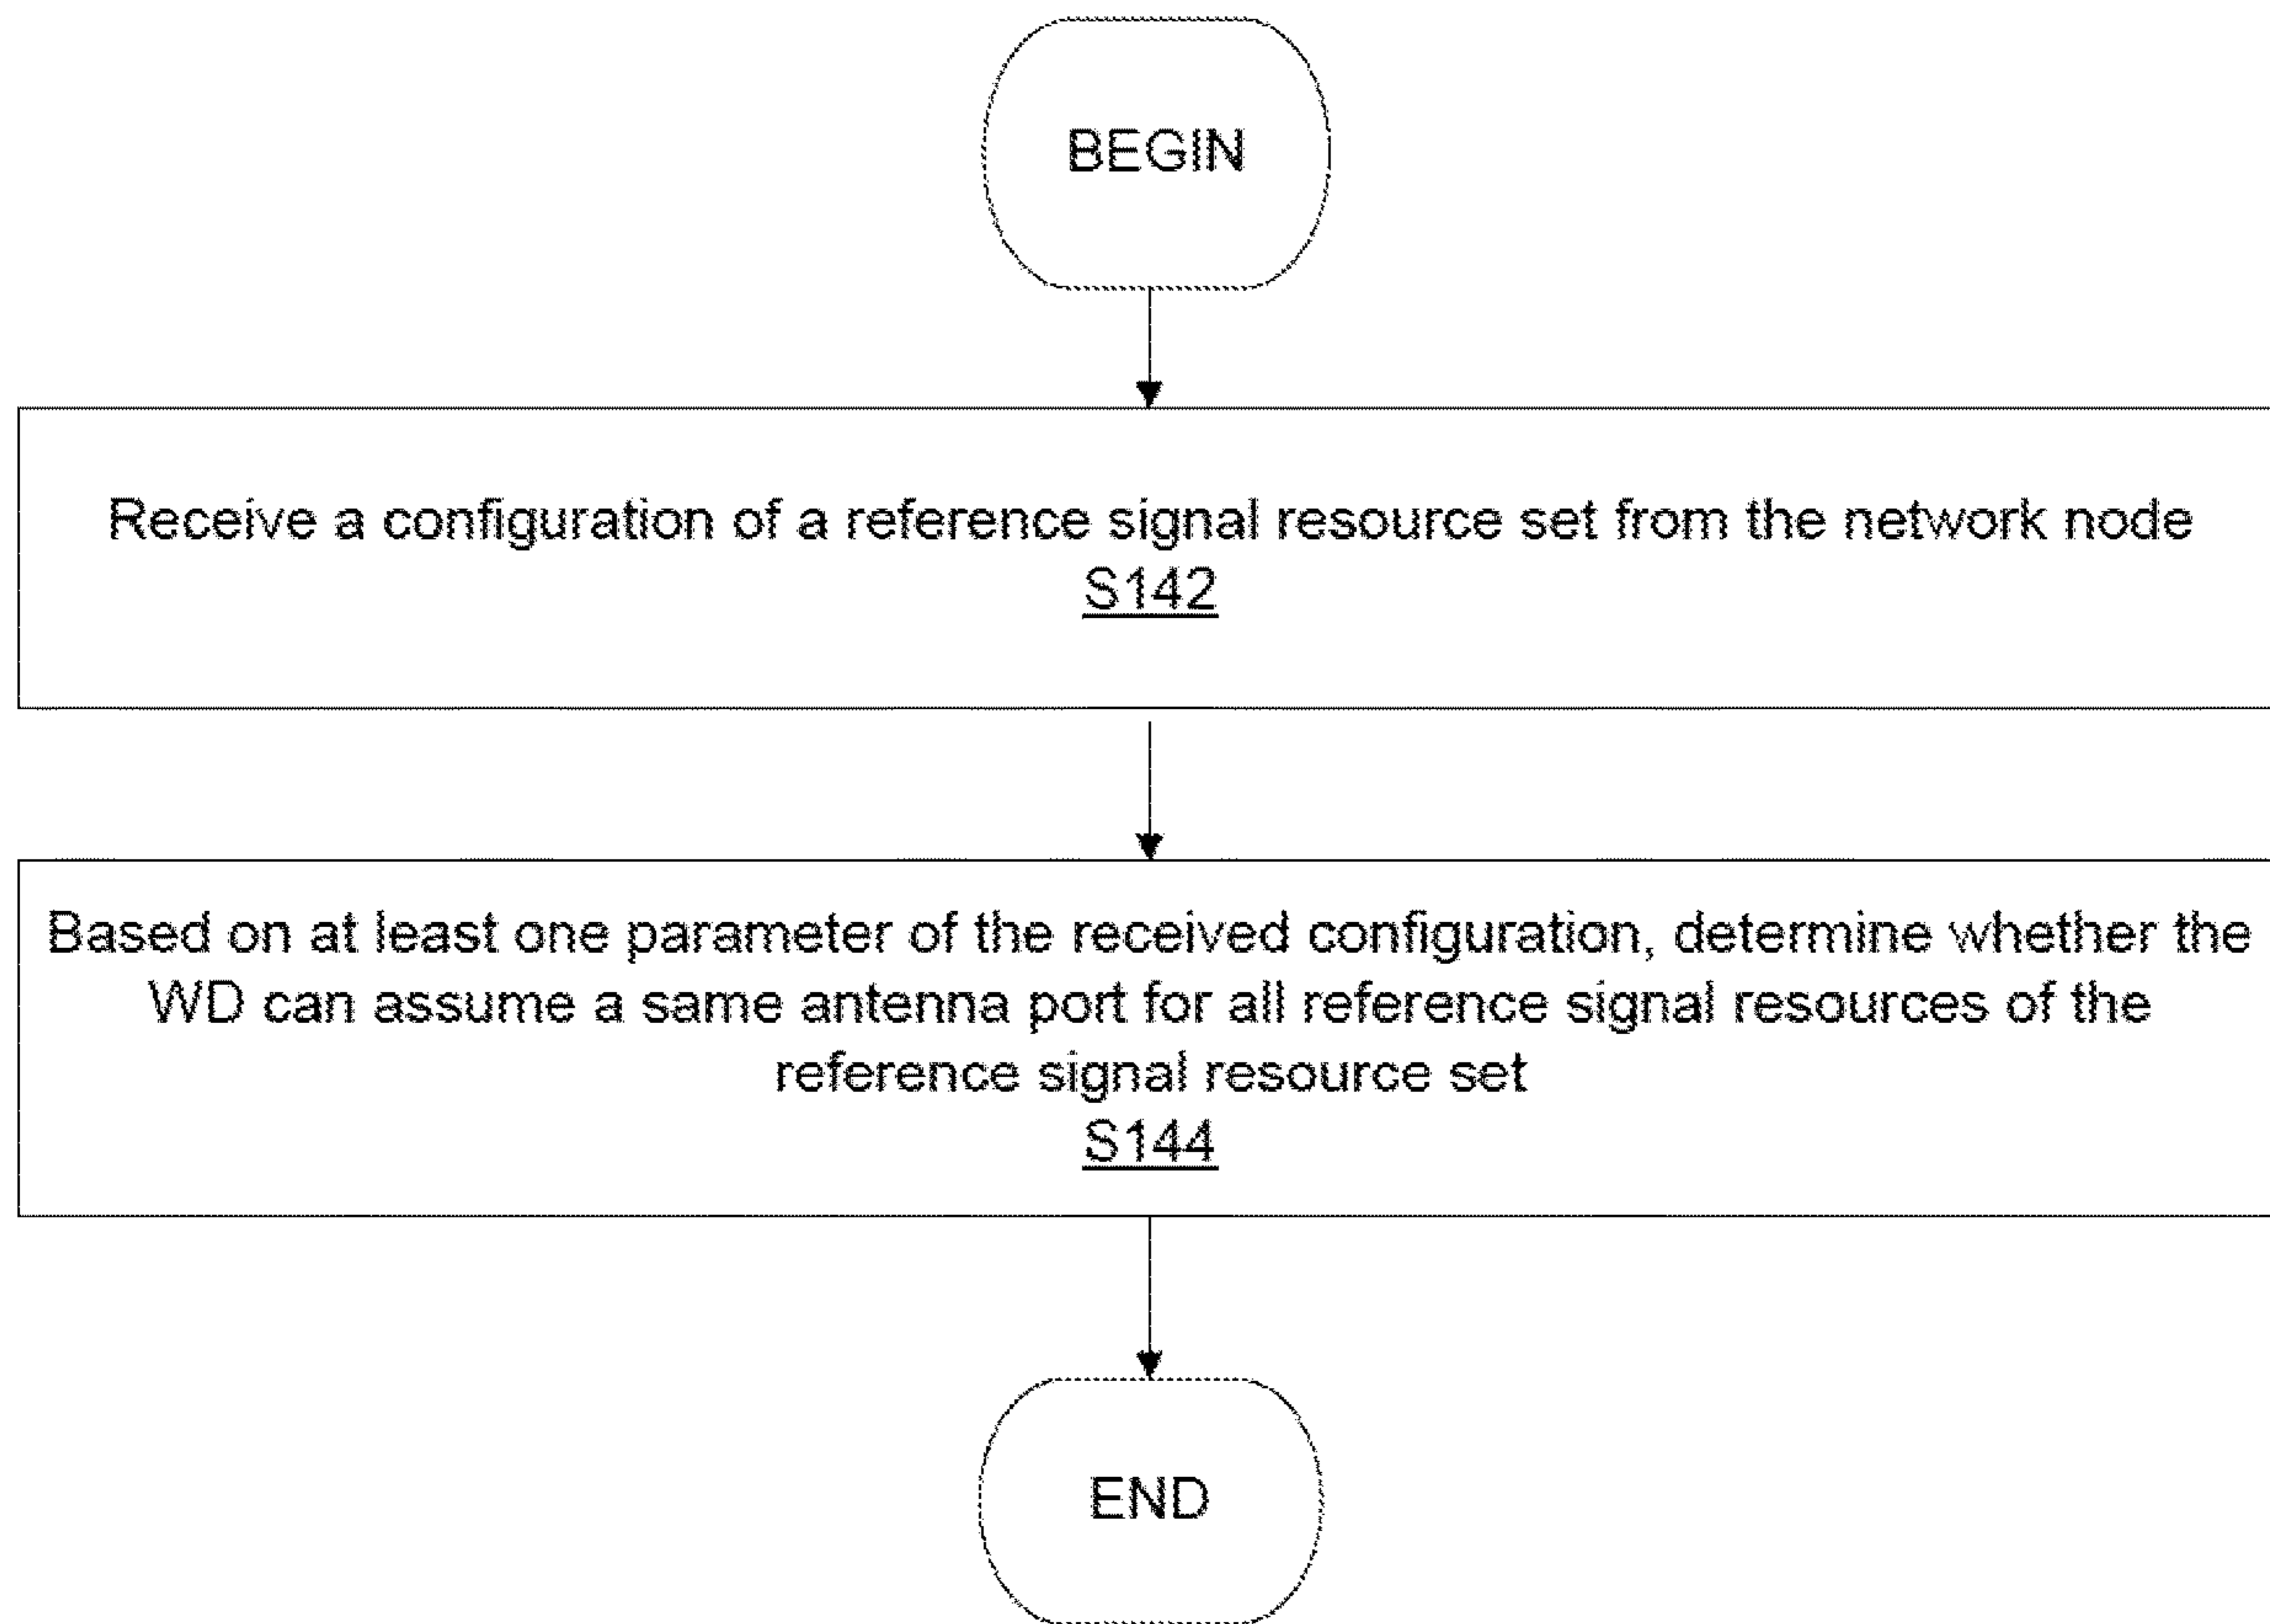 BEGIN
Receive a configuration of a reference signal resource set from the network node
S142
Based on at least one parameter of the received configuration, determine whether the
WD can assume a same antenna port for all reference signal resources of the
reference signal resource set
S144
END